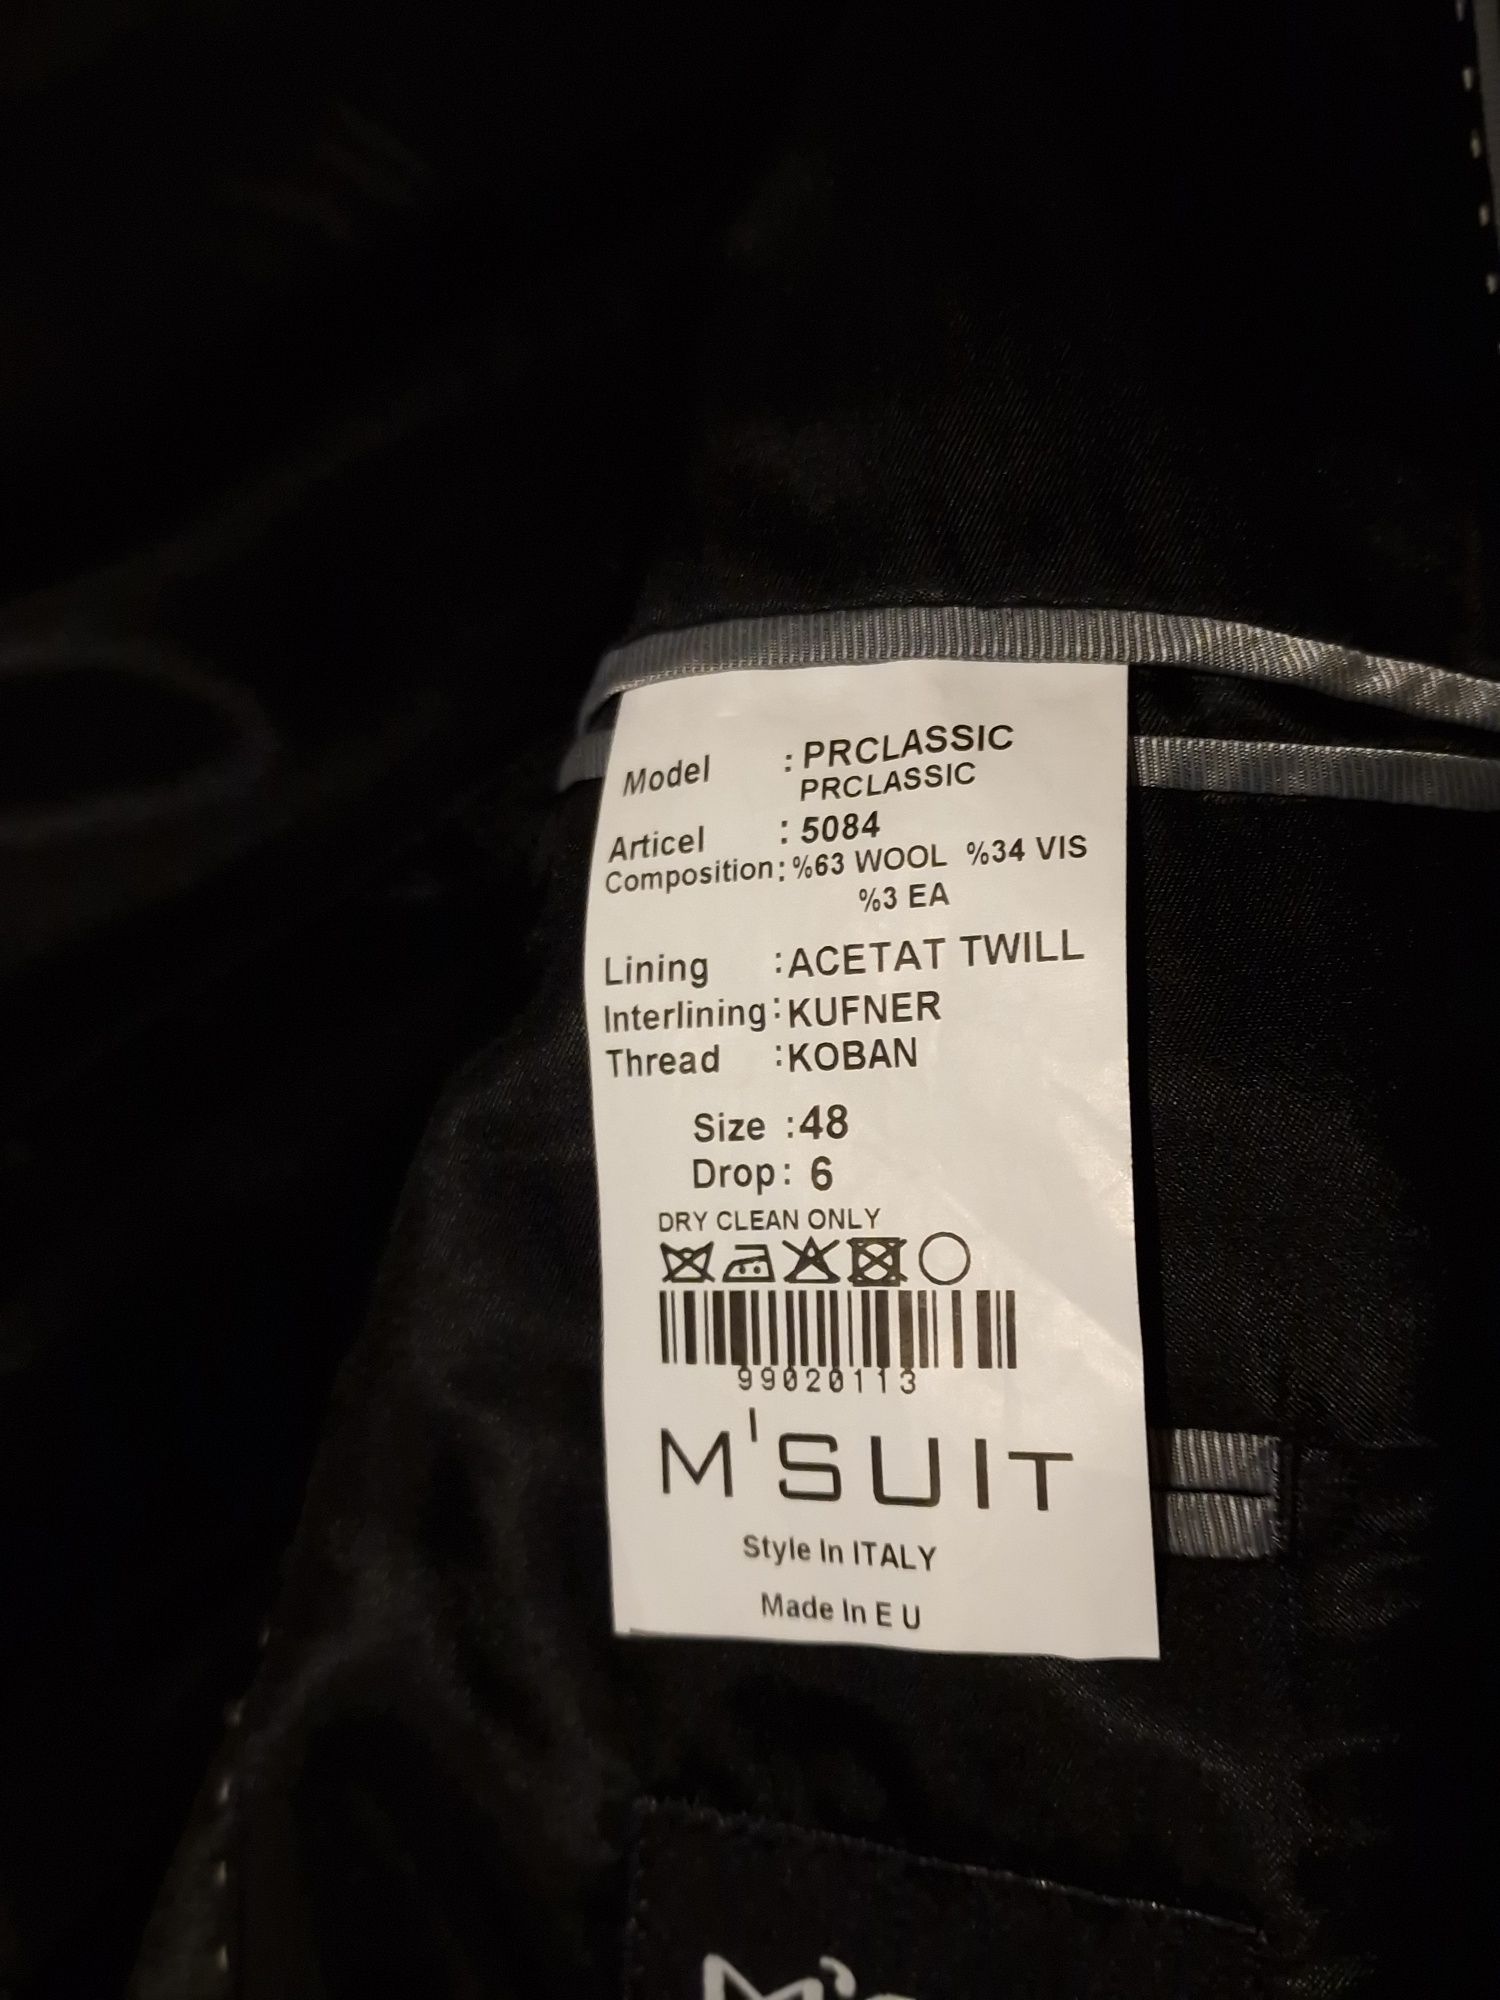 Model : PRCLASSIC
PRCLASSIC
Articel : 5084
Composition: %63 WOOL %34 VIS
%3 EA
Lining :ACETAT TWILL
Interlining:KUFNER
Thread :KOBAN
Size :48
Drop: 6
DRY CLEAN ONLY
99020113
M'SUIT
Style In ITALY
Made In E U